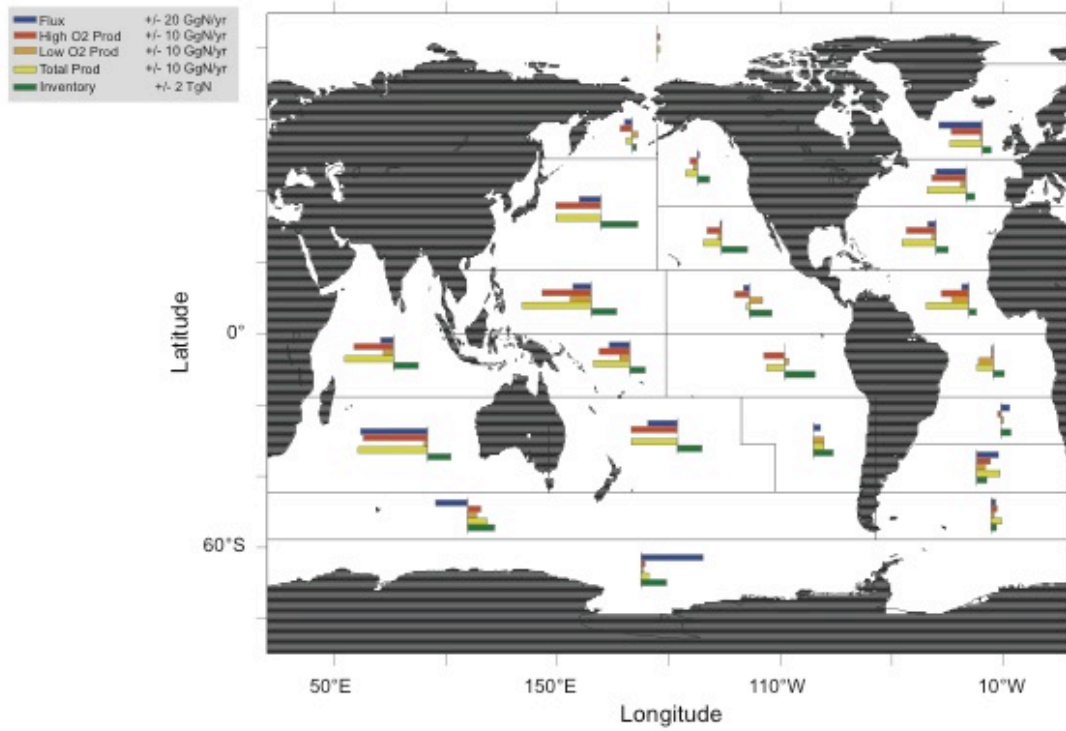 Flux +/- 20 GgN/yr
High O2 Prod +/- 10 GgN/yr
Low O2 Prod +/- 10 GgN/yr
Total Prod +/- 10 GgN/yr
Inventory +/- 2 TgN
Latitude
0°
60°S
50°E 150°E 110°W 10°W
Longitude